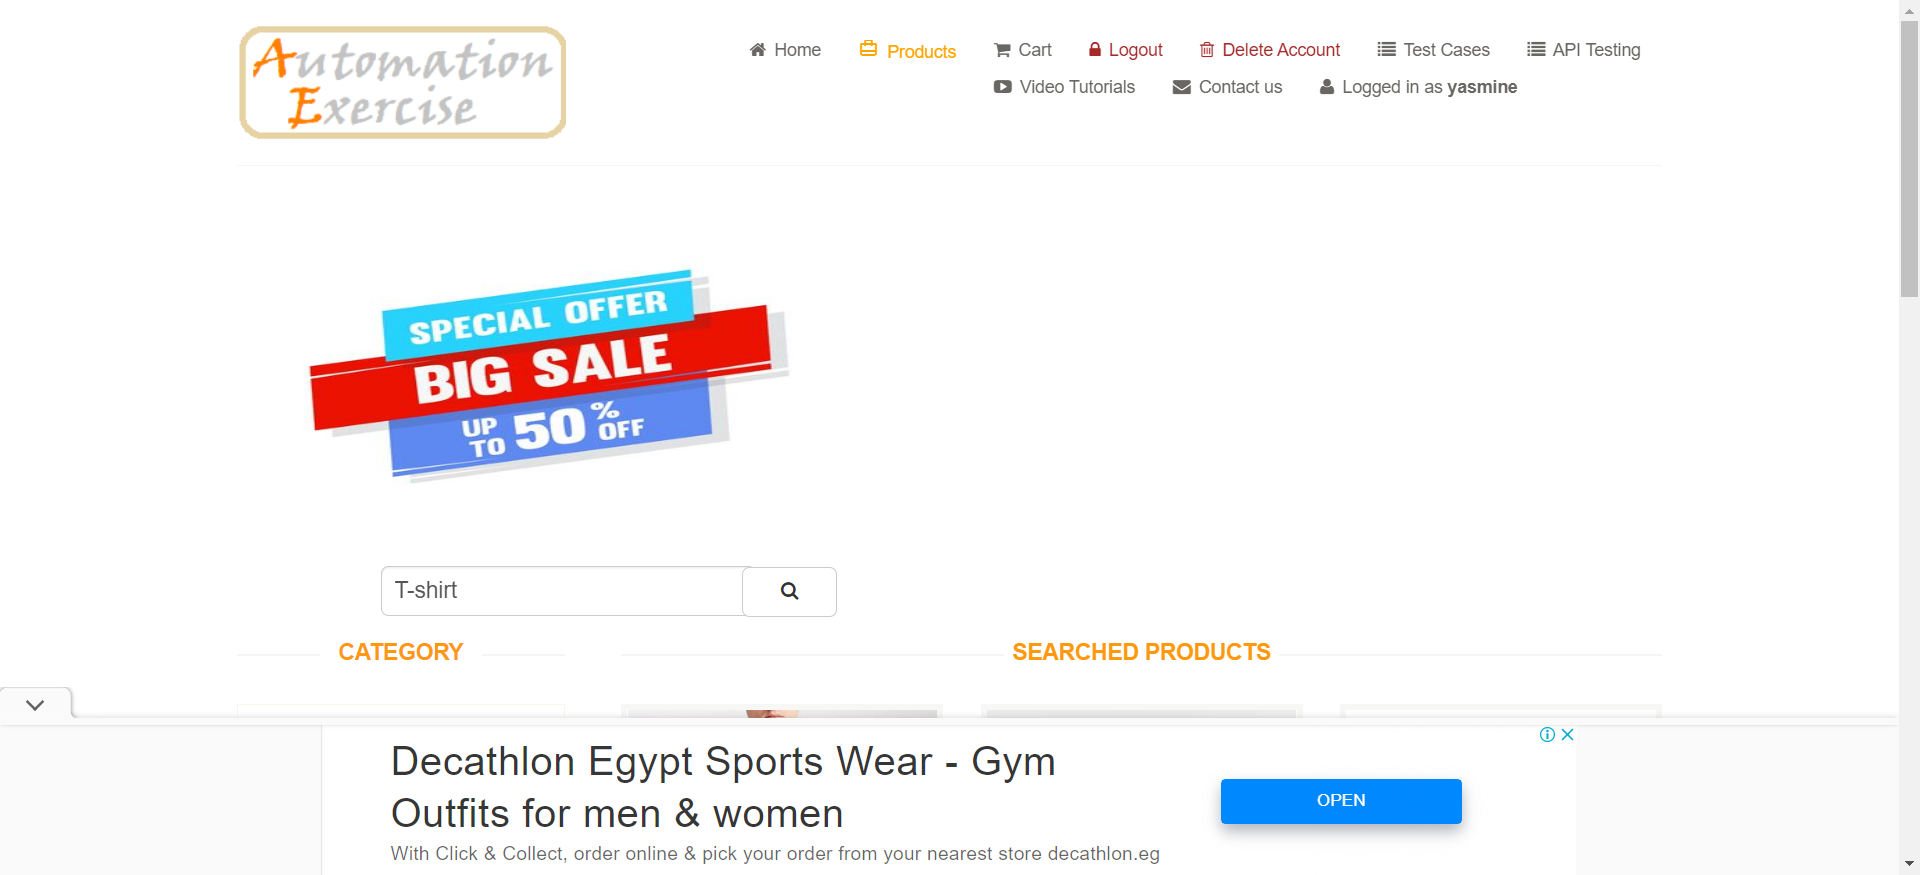 Automation
Exercise
Home Products Cart Logout Delete Account Test Cases API Testing
Video Tutorials Contact us Logged in as yasmine
SPECIAL OFFER
BIG SALE
UP TO 50% OFF
T-shirt
CATEGORY
SEARCHED PRODUCTS
Decathlon Egypt Sports Wear - Gym
Outfits for men & women
OPEN
With Click & Collect, order online & pick your order from your nearest store decathlon.eg